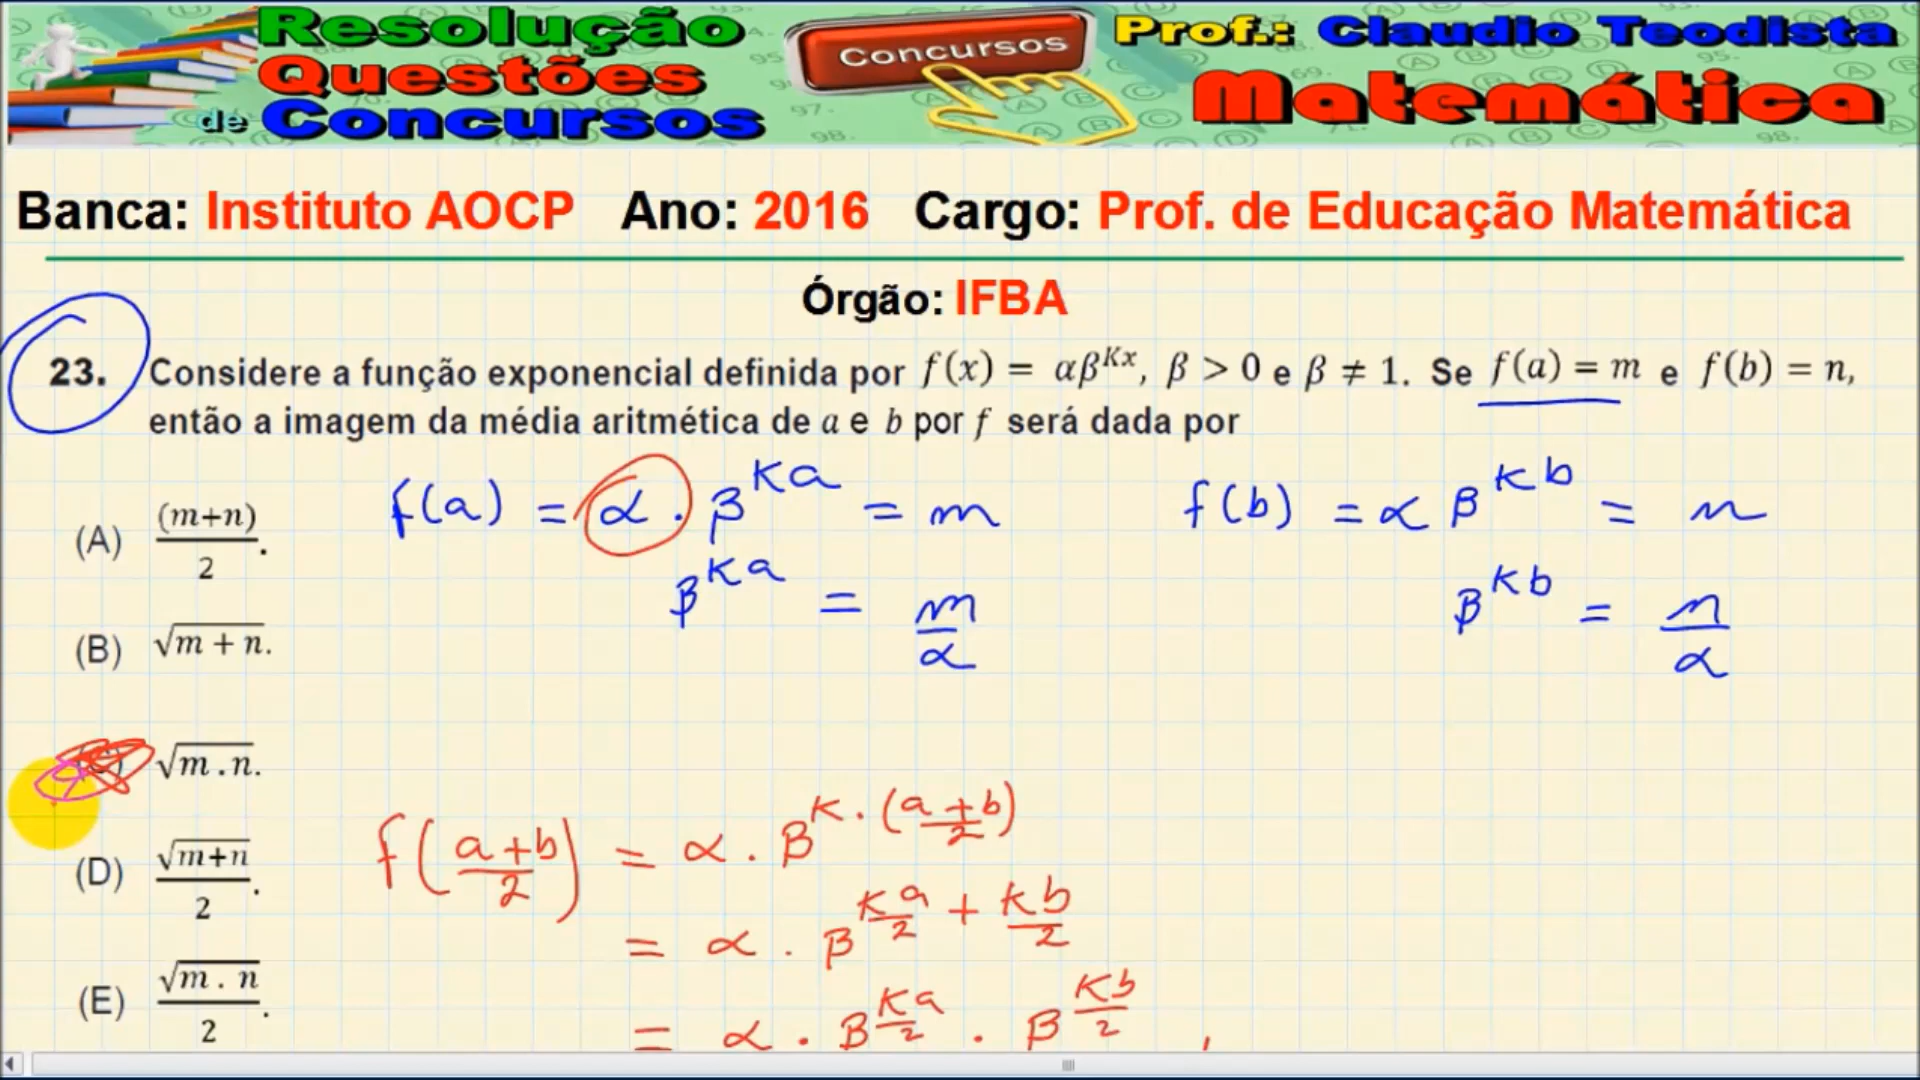 Resolução
Questões
de Concursos
Concursos
Prof.: Claudio Teodista
Matemática
Banca: Instituto AOCP Ano: 2016 Cargo: Prof. de Educação Matemática
Órgão: IFBA
23. Considere a função exponencial definida por f(x) = αβ^{Kx}, β > 0 e β ≠ 1. Se f(a) = m e f(b) = n,
então a imagem da média aritmética de a e b por f será dada por
(A) (m+n)/2.
(B) √(m + n).
(C) √(m . n).
(D) √(m+n)/2.
(E) √(m . n)/2.
f(a) = α . β^{Ka} = m
β^{Ka} = m/α
f(b) = α β^{Kb} = n
β^{Kb} = n/α
f((a+b)/2) = α . β^{K . ((a+b)/2)}
= α . β^{Ka/2 + Kb/2}
= α . β^{Ka/2} . β^{Kb/2}